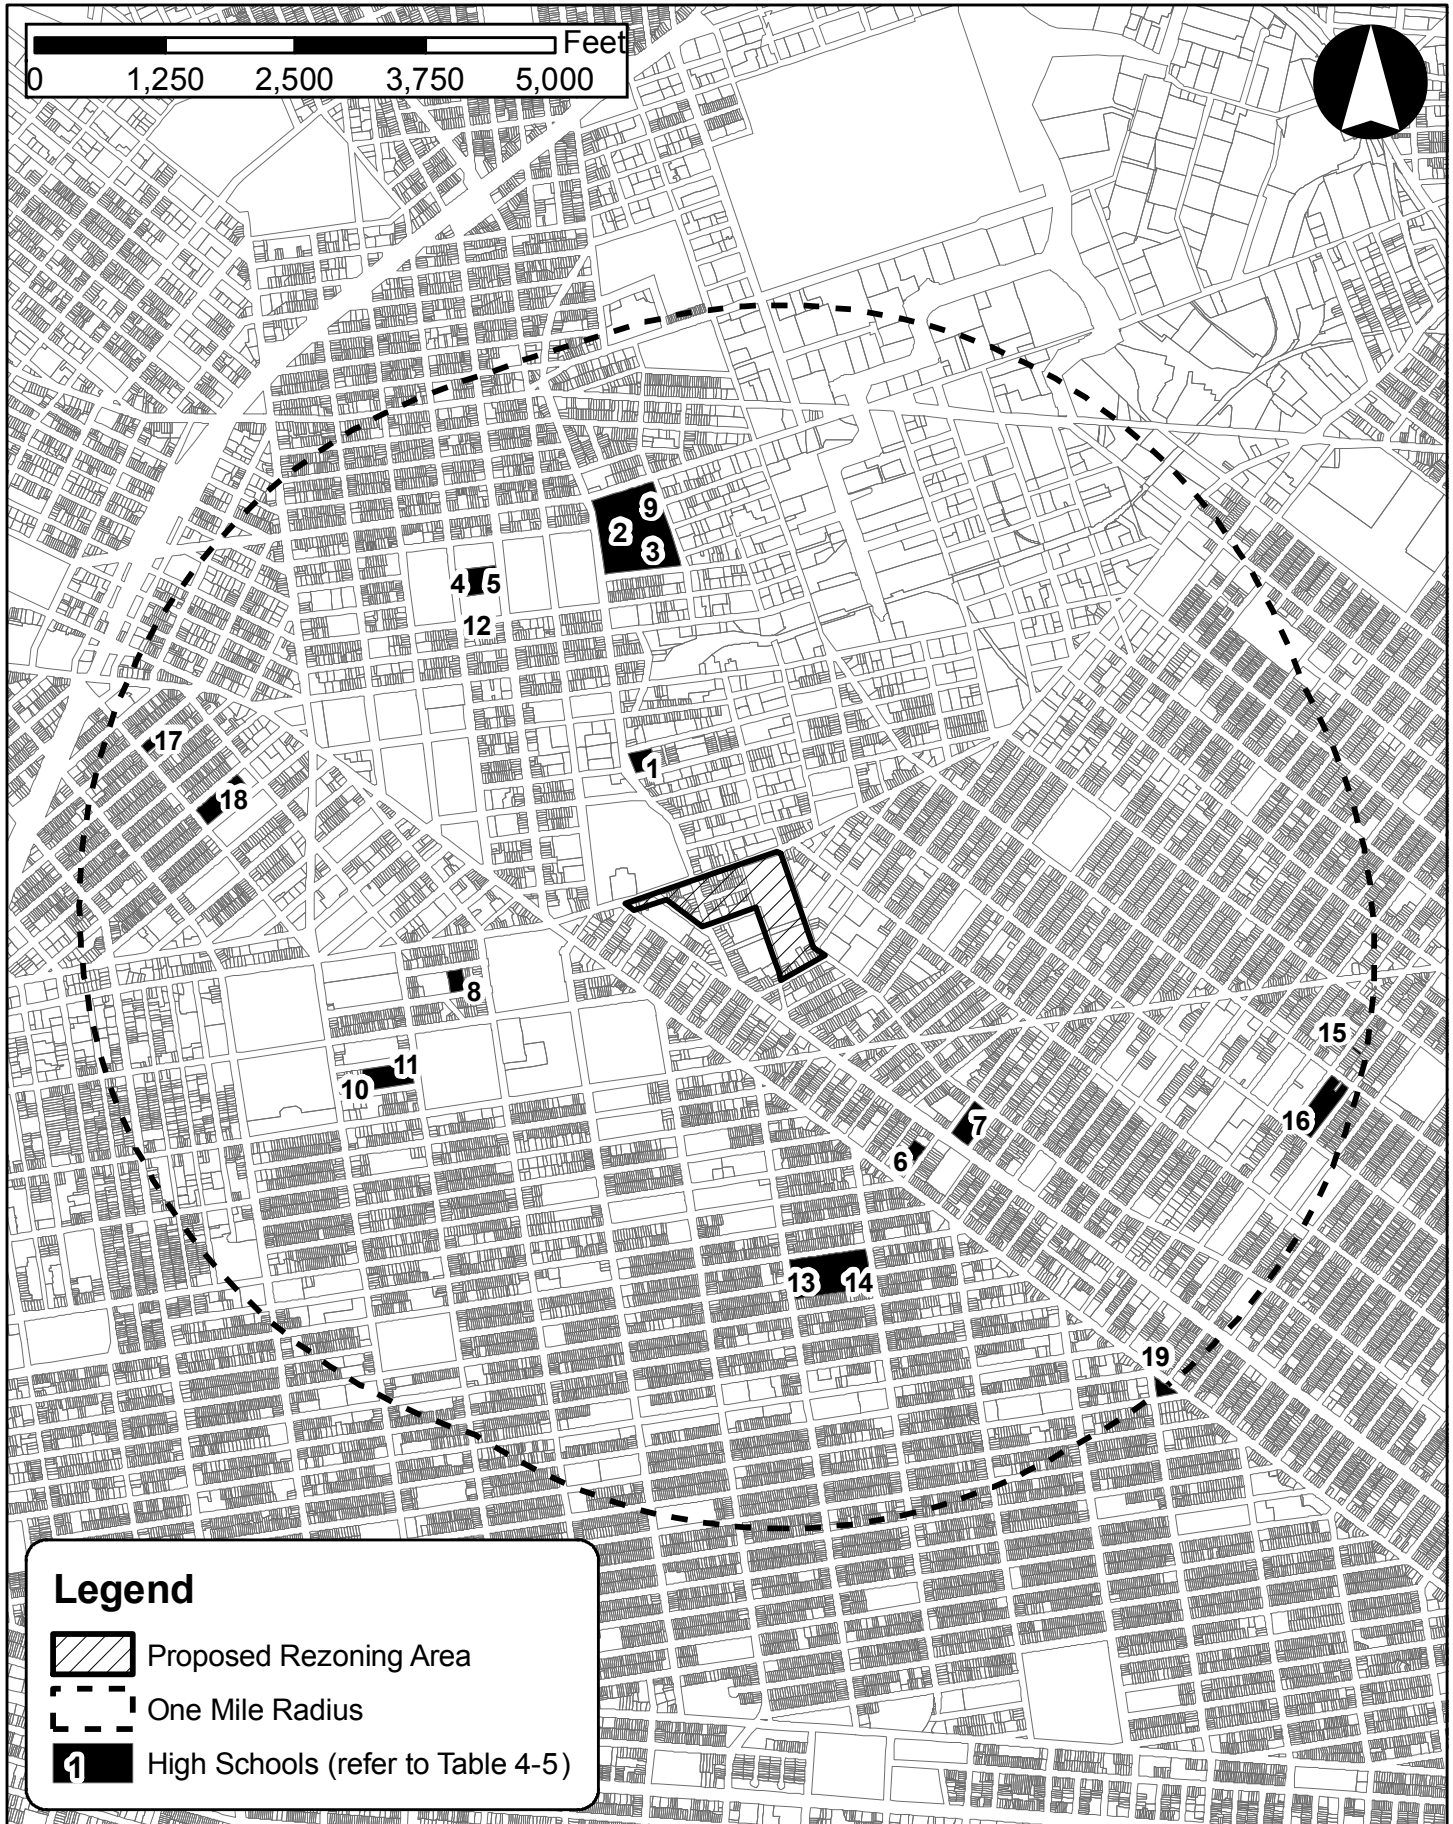 Feet
0 1,250 2,500 3,750 5,000
9
2
3
4 5
12
17
1
18
8
15
11
10
16
7
6
13 14
19
Legend
Proposed Rezoning Area
One Mile Radius
1 High Schools (refer to Table 4-5)